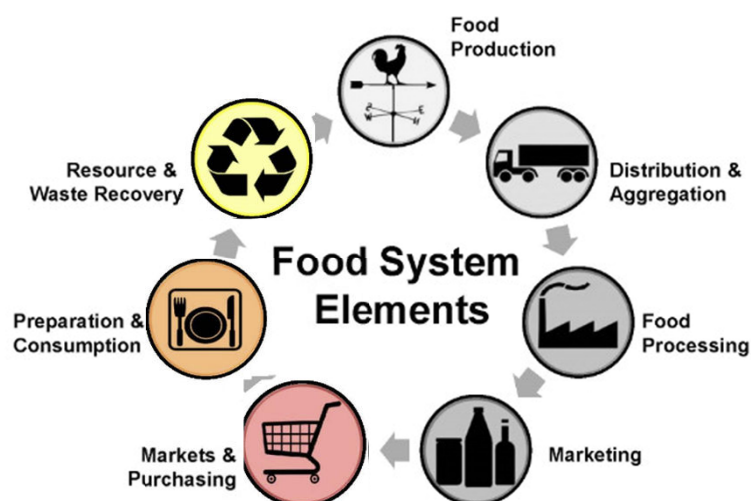 Food
Production
Distribution &
Aggregation
Food
Processing
Marketing
Markets &
Purchasing
Preparation &
Consumption
Resource &
Waste Recovery
Food System
Elements